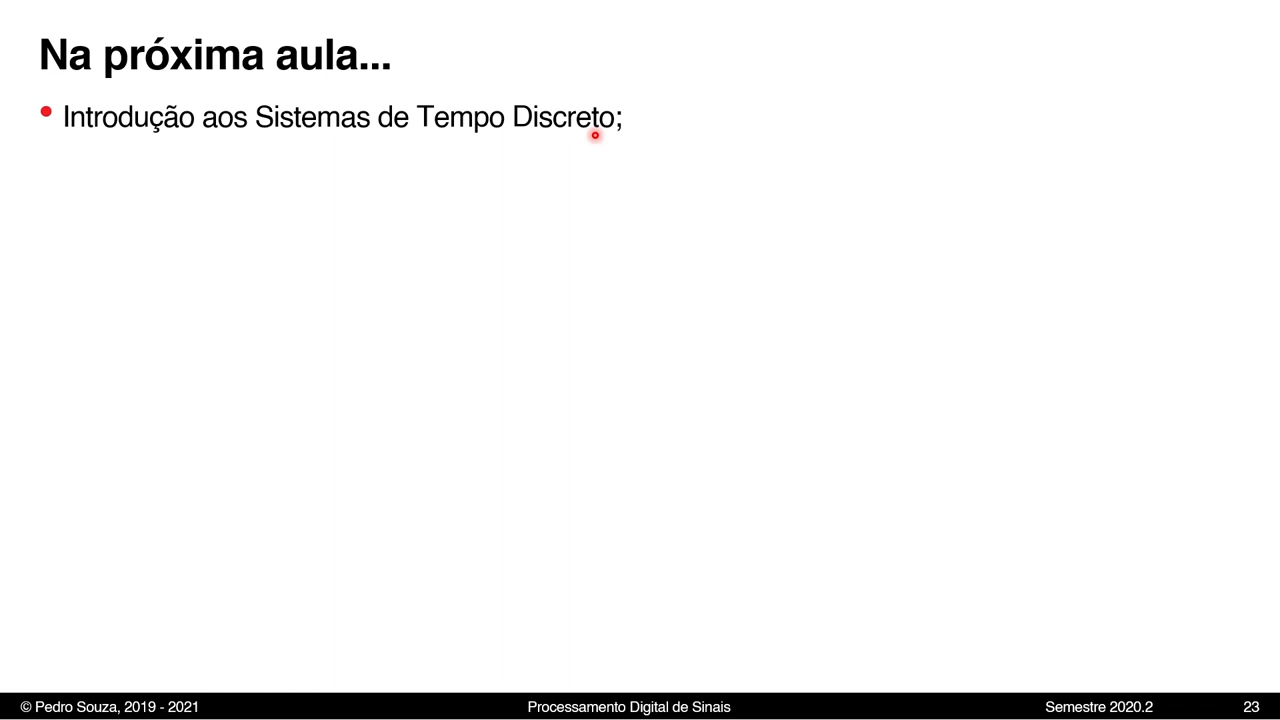 Na próxima aula...
• Introdução aos Sistemas de Tempo Discreto;
© Pedro Souza, 2019 - 2021 Processamento Digital de Sinais Semestre 2020.2 23